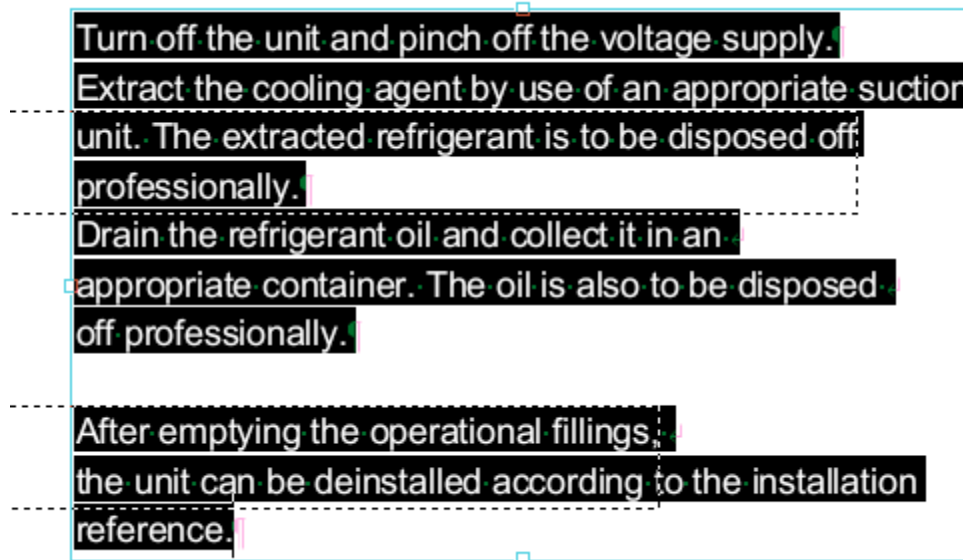 Turn off the unit and pinch off the voltage supply.
Extract the cooling agent by use of an appropriate suction
unit. The extracted refrigerant is to be disposed off
professionally.
Drain the refrigerant oil and collect it in an
appropriate container. The oil is also to be disposed
off professionally.
After emptying the operational fillings,
the unit can be deinstalled according to the installation
reference.